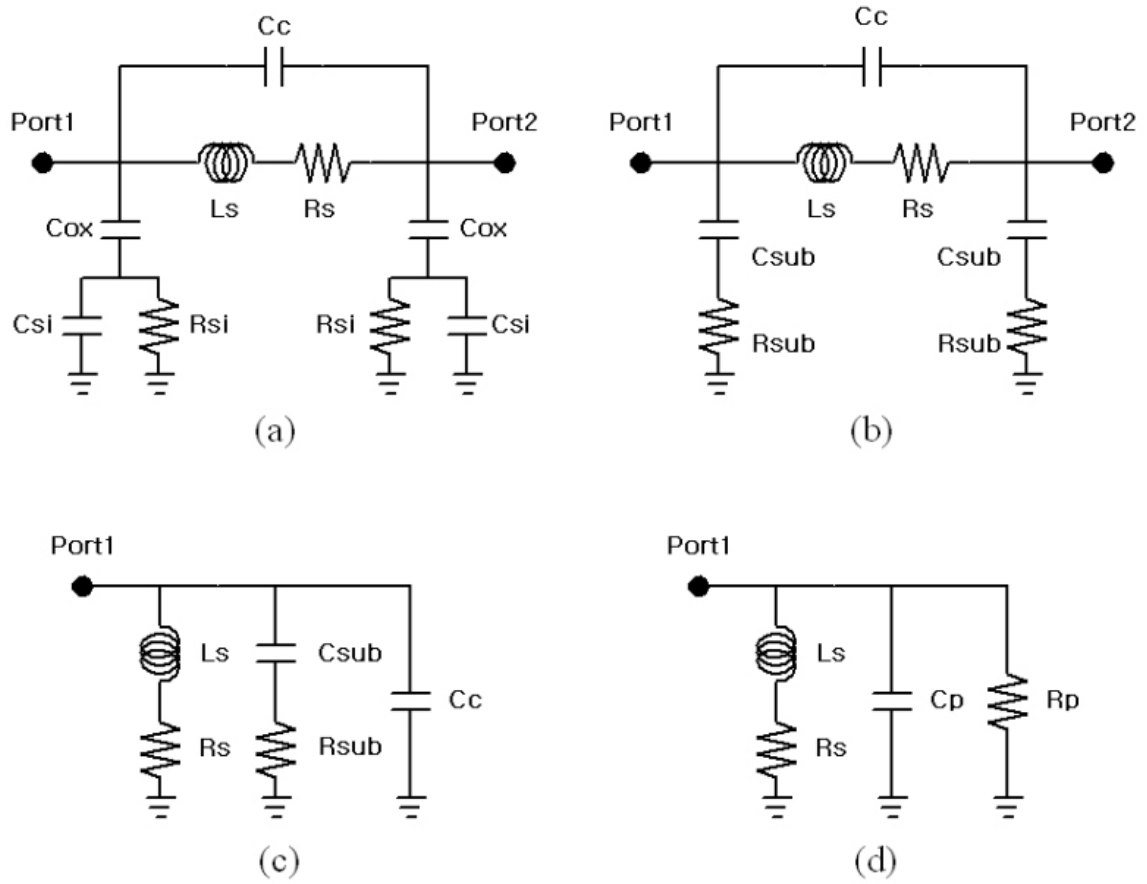 Cc
Port1 Port2
Ls Rs
Cox Cox
Csi Rsi Rsi Csi
(a)
Cc
Port1 Port2
Ls Rs
Csub Csub
Rsub Rsub
(b)
Port1
Ls Csub
Cc
Rs Rsub
(c)
Port1
Ls
Cp Rp
Rs
(d)